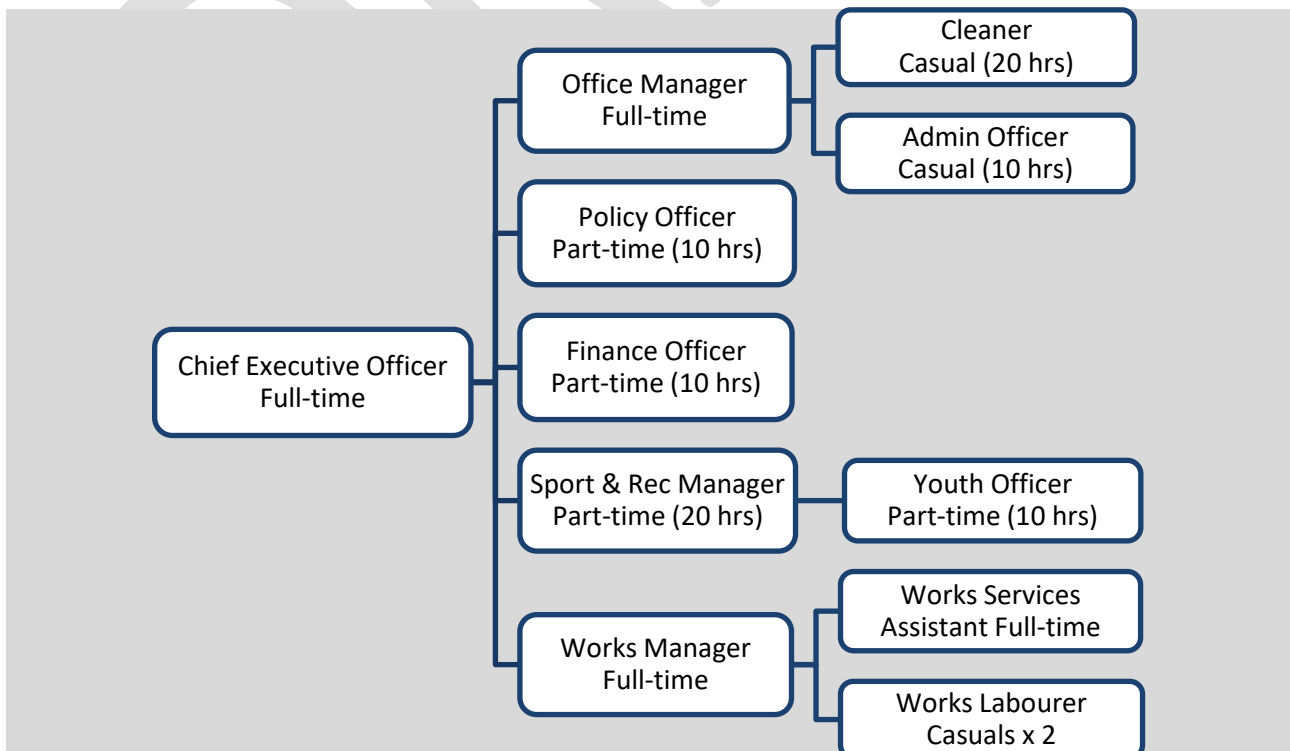 Chief Executive Officer
Full-time
Office Manager
Full-time
Cleaner
Casual (20 hrs)
Admin Officer
Casual (10 hrs)
Policy Officer
Part-time (10 hrs)
Finance Officer
Part-time (10 hrs)
Sport & Rec Manager
Part-time (20 hrs)
Youth Officer
Part-time (10 hrs)
Works Manager
Full-time
Works Services
Assistant Full-time
Works Labourer
Casuals x 2